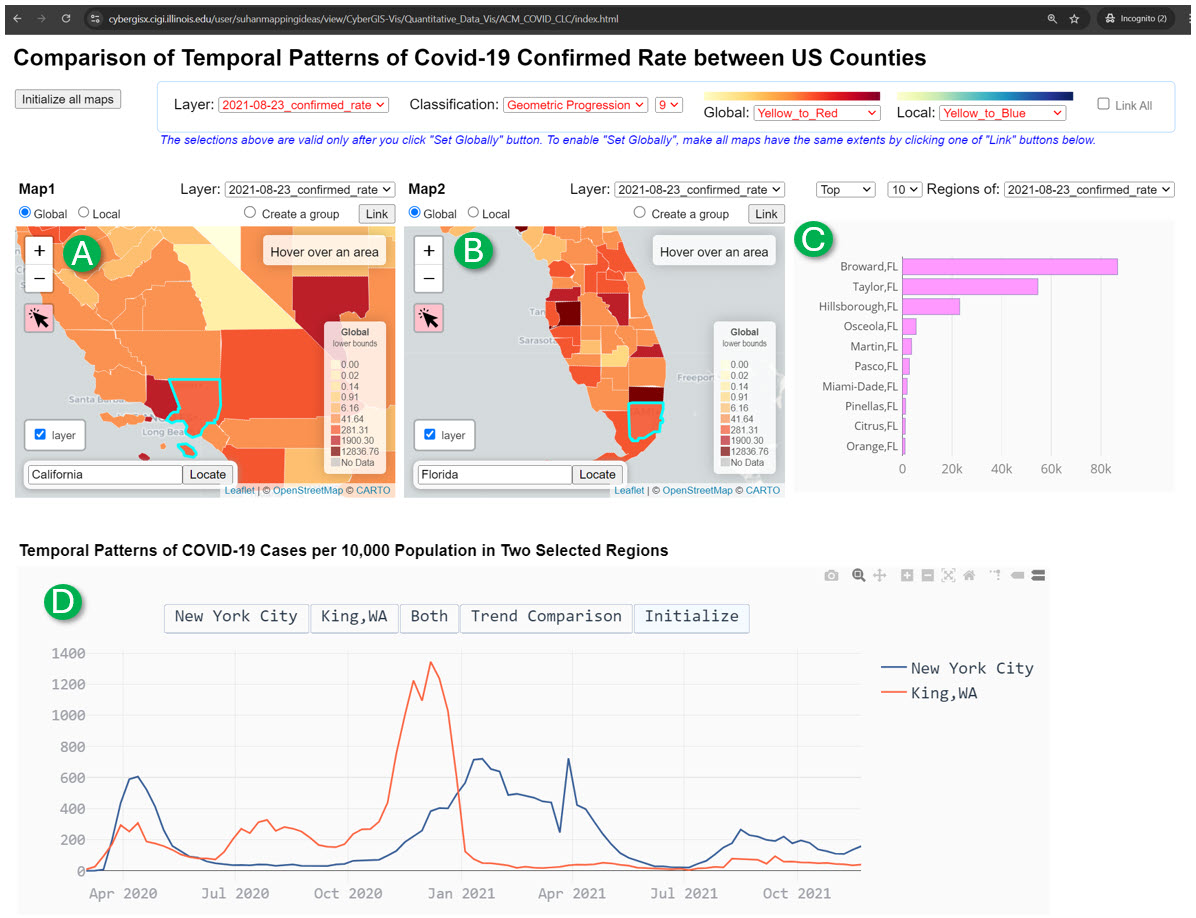 cybergisx.cigi.illinois.edu/user/suhanmappingideas/view/CyberGIS-Vis/Quantitative_Data_Vis/ACM_COVID_CLC/index.html
Incognito (2)
Comparison of Temporal Patterns of Covid-19 Confirmed Rate between US Counties
Initialize all maps
Layer: 2021-08-23_confirmed_rate
Classification: Geometric Progression 9
Global: Yellow_to_Red
Local: Yellow_to_Blue
Link All
The selections above are valid only after you click "Set Globally" button. To enable "Set Globally", make all maps have the same extents by clicking one of "Link" buttons below.
Map1
Layer: 2021-08-23_confirmed_rate
Global Local
Create a group
Link
A
+
−
Hover over an area
Global
lower bounds
0.00
0.02
0.14
0.91
6.16
41.64
281.31
1900.30
12836.76
No Data
Santa Barb
Long Bea
layer
California
Locate
Leaflet | © OpenStreetMap © CARTO
Map2
Layer: 2021-08-23_confirmed_rate
Global Local
Create a group
Link
B
+
−
Hover over an area
Global
lower bounds
0.00
0.02
0.14
0.91
6.16
41.64
281.31
1900.30
12836.76
No Data
Tan
Sarasot
Freeport
layer
Florida
Locate
Leaflet | © OpenStreetMap © CARTO
Top 10 Regions of: 2021-08-23_confirmed_rate
C
Broward,FL
Taylor,FL
Hillsborough,FL
Osceola,FL
Martin,FL
Pasco,FL
Miami-Dade,FL
Pinellas,FL
Citrus,FL
Orange,FL
0 20k 40k 60k 80k
Temporal Patterns of COVID-19 Cases per 10,000 Population in Two Selected Regions
D
New York City
King,WA
Both
Trend Comparison
Initialize
1400
1200
1000
800
600
400
200
0
Apr 2020 Jul 2020 Oct 2020 Jan 2021 Apr 2021 Jul 2021 Oct 2021
New York City
King,WA